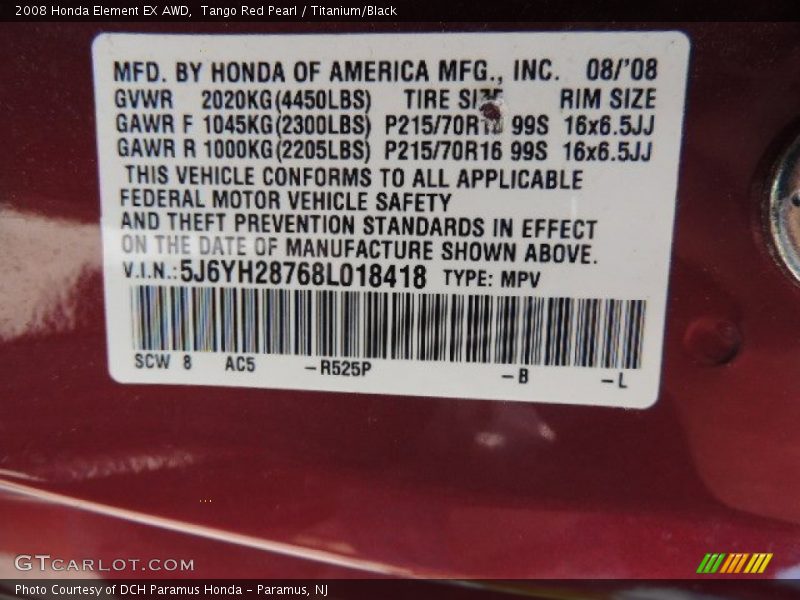 2008 Honda Element EX AWD, Tango Red Pearl / Titanium/Black
MFD. BY HONDA OF AMERICA MFG., INC. 08/'08
GVWR 2020KG(4450LBS) TIRE SIZE RIM SIZE
GAWR F 1045KG(2300LBS) P215/70R16 99S 16x6.5JJ
GAWR R 1000KG(2205LBS) P215/70R16 99S 16x6.5JJ
THIS VEHICLE CONFORMS TO ALL APPLICABLE
FEDERAL MOTOR VEHICLE SAFETY
AND THEFT PREVENTION STANDARDS IN EFFECT
ON THE DATE OF MANUFACTURE SHOWN ABOVE.
V.I.N.:5J6YH28768L018418 TYPE: MPV
SCW 8 AC5 -R525P -B -L
GTCARLOT.COM
Photo Courtesy of DCH Paramus Honda - Paramus, NJ